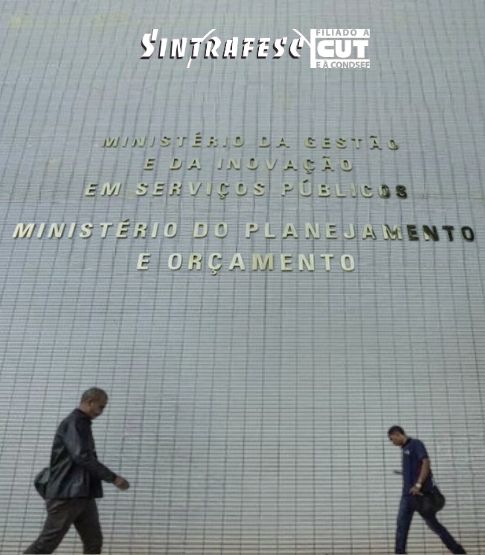 SINTRAFESC
FILIADO A
CUT
E À CONDSEF
MINISTÉRIO DA GESTÃO
E DA INOVAÇÃO
EM SERVIÇOS PÚBLICOS
MINISTÉRIO DO PLANEJAMENTO
E ORÇAMENTO